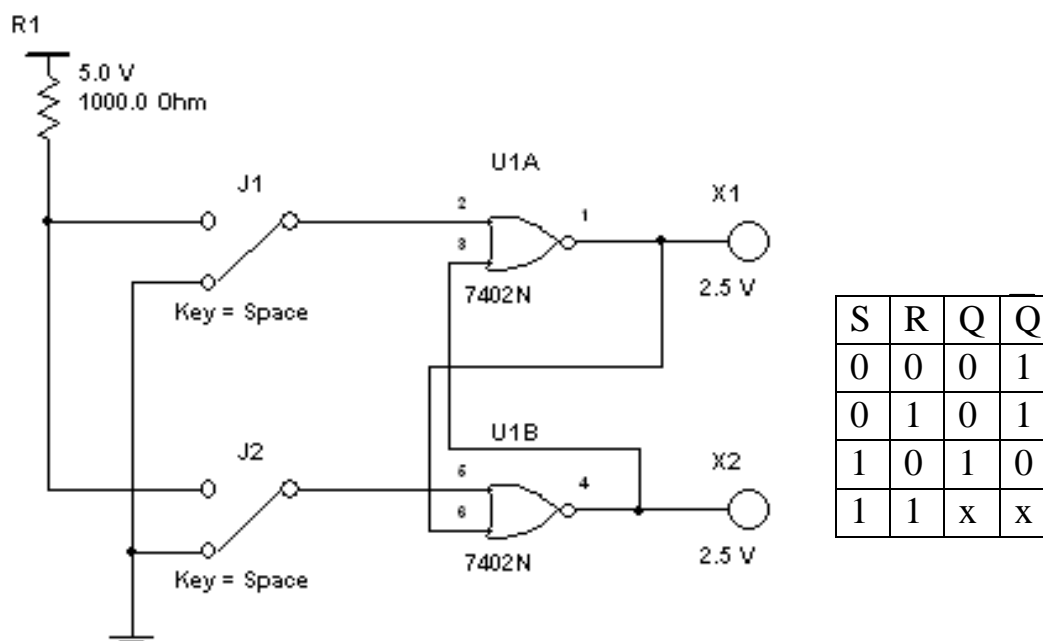 R1
5.0 V
1000.0 Ohm
J1
Key = Space
U1A
2
3
1
7402N
X1
2.5 V
J2
Key = Space
U1B
5
6
4
7402N
X2
2.5 V
S R Q Q̅
0 0 0 1
0 1 0 1
1 0 1 0
1 1 x x